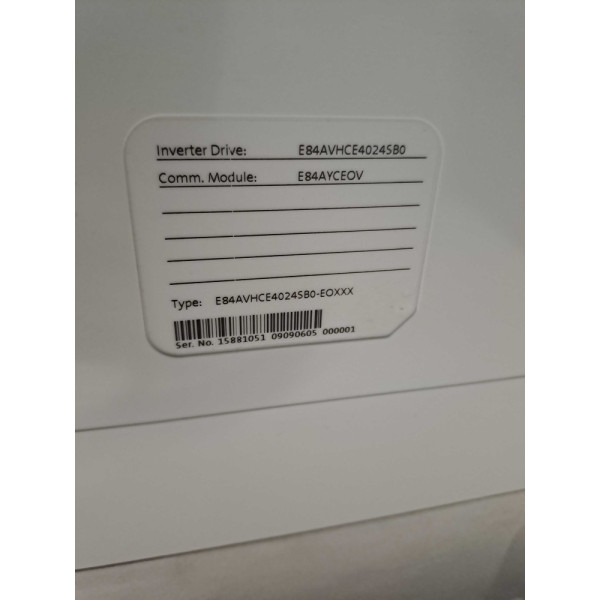 Inverter Drive: E84AVHCE4024SB0
Comm. Module: E84AYCEOV
Type: E84AVHCE4024SB0-EOXXX
Ser. No. 15881051 09090605 000001